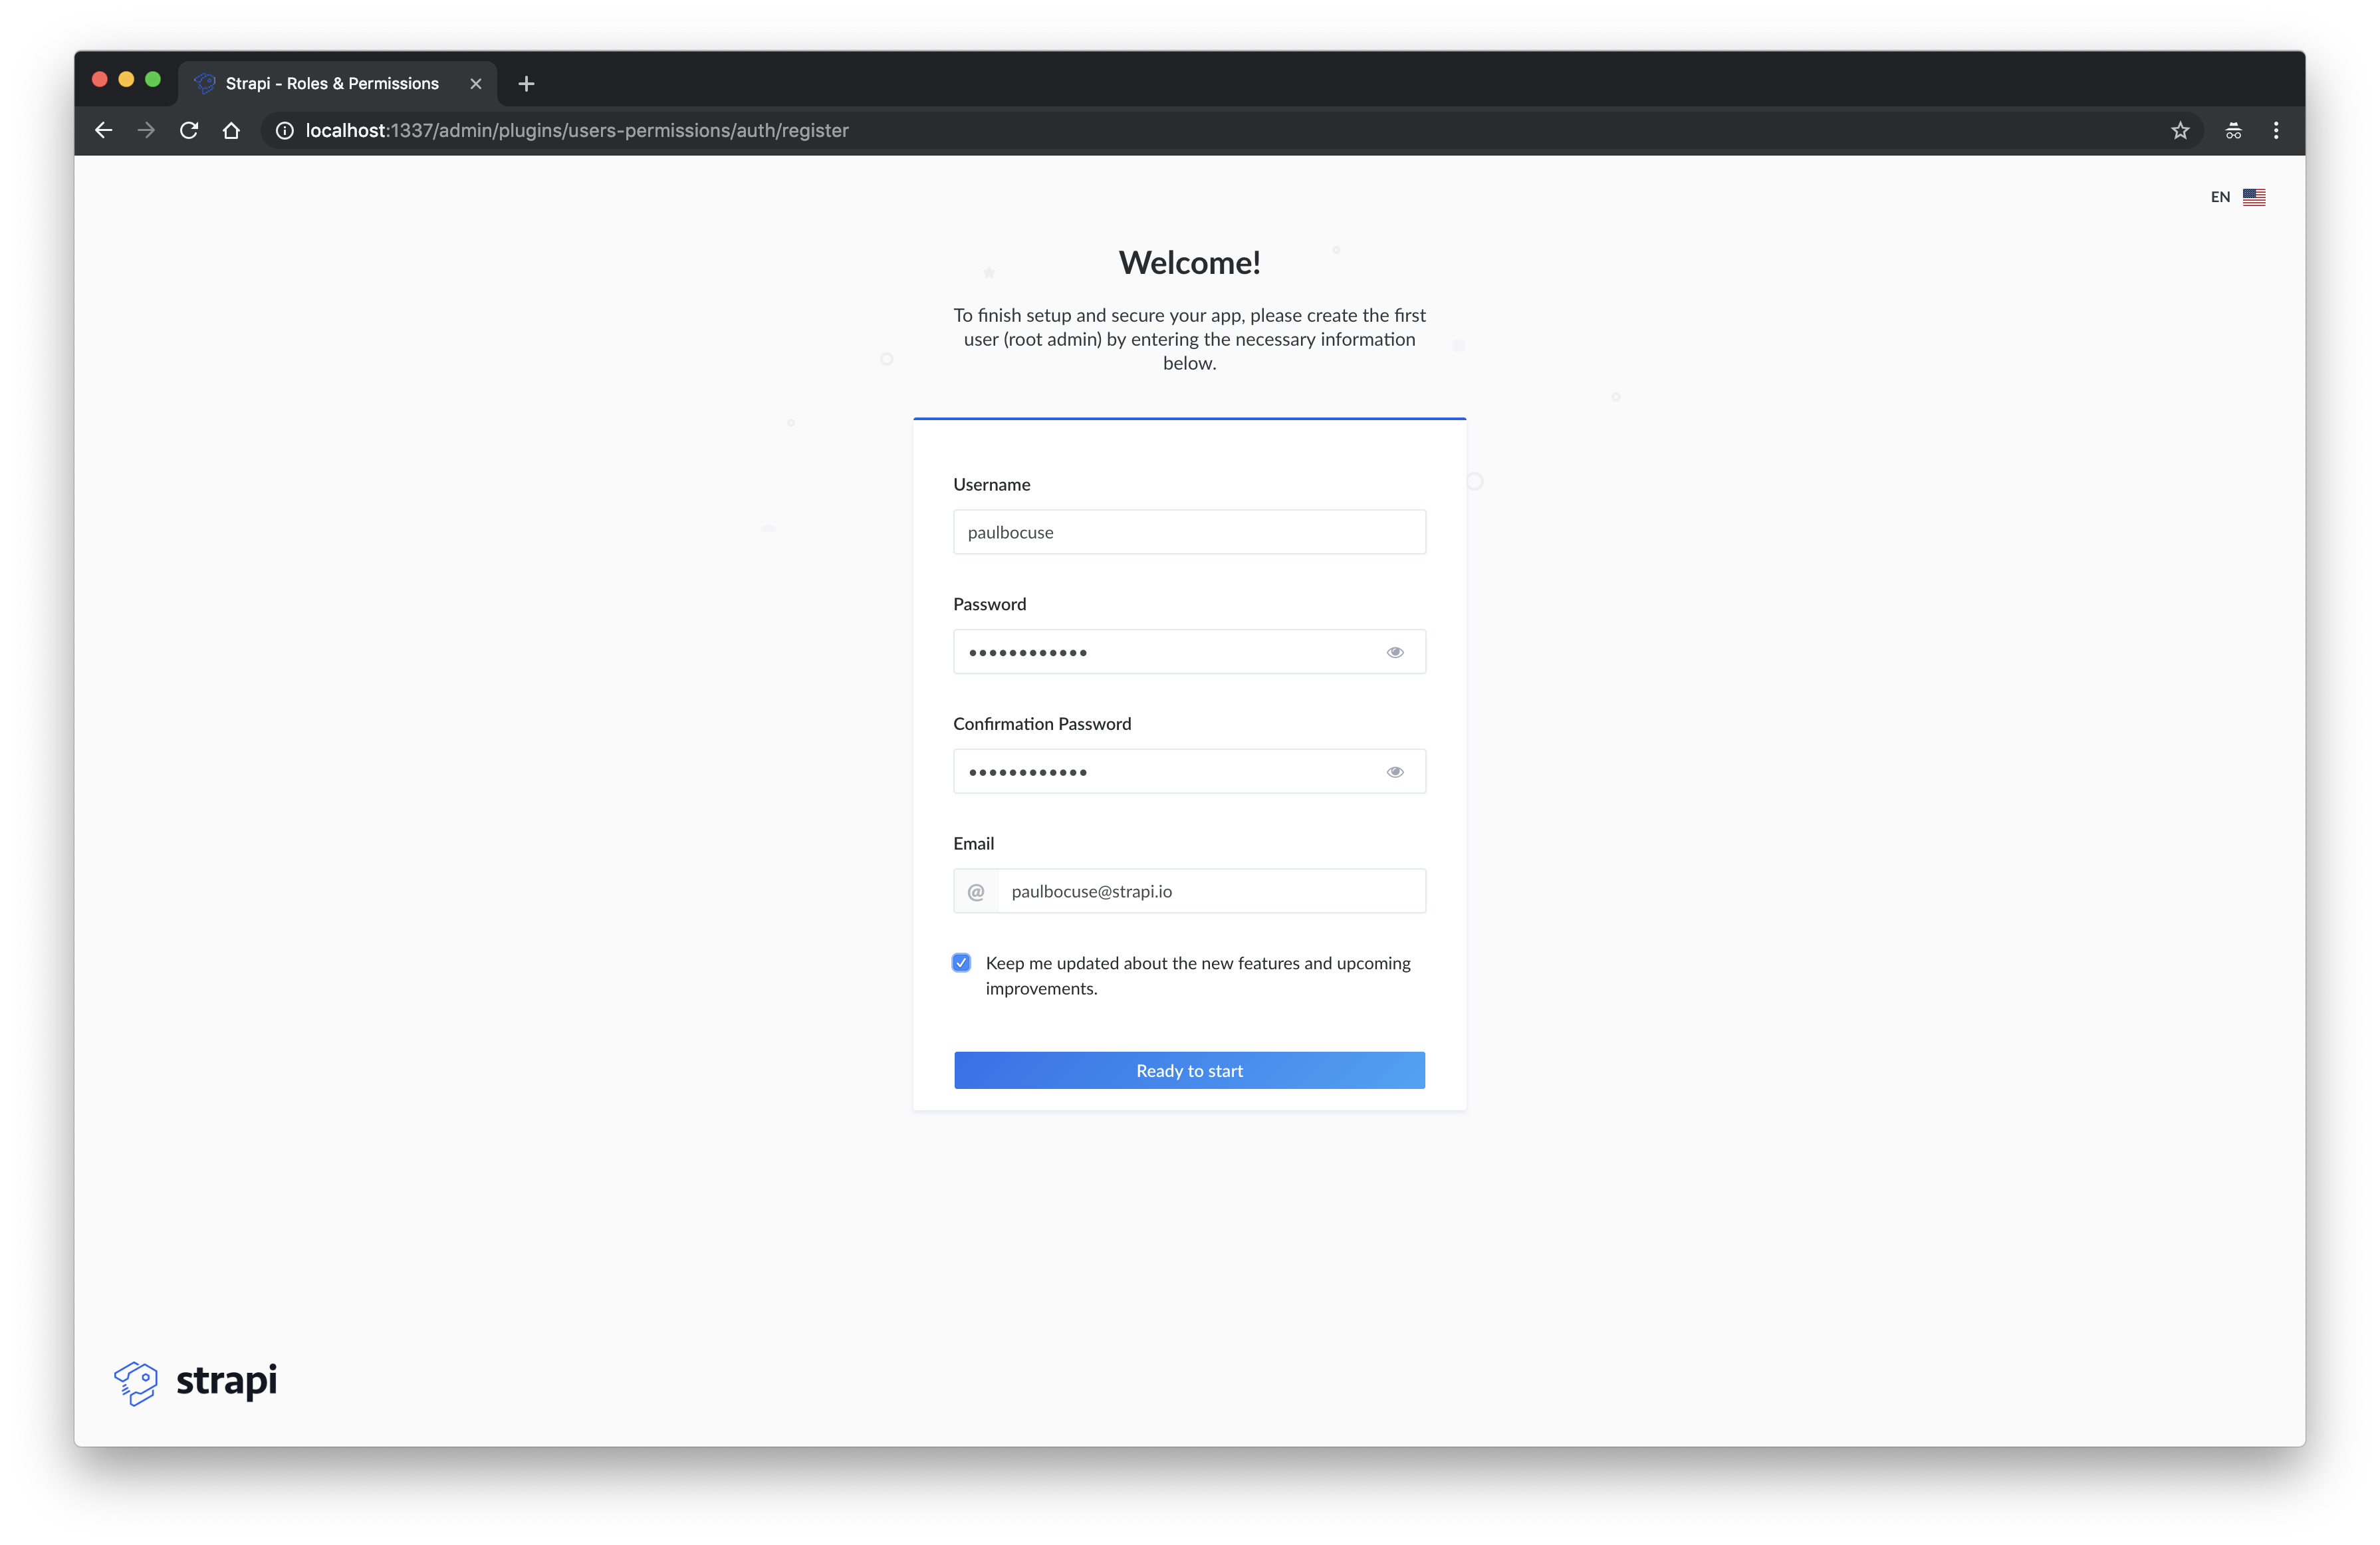 Strapi - Roles & Permissions
localhost:1337/admin/plugins/users-permissions/auth/register
EN
Welcome!
To finish setup and secure your app, please create the first
user (root admin) by entering the necessary information
below.
Username
paulbocuse
Password
••••••••••••
Confirmation Password
••••••••••••
Email
@ paulbocuse@strapi.io
Keep me updated about the new features and upcoming
improvements.
Ready to start
strapi